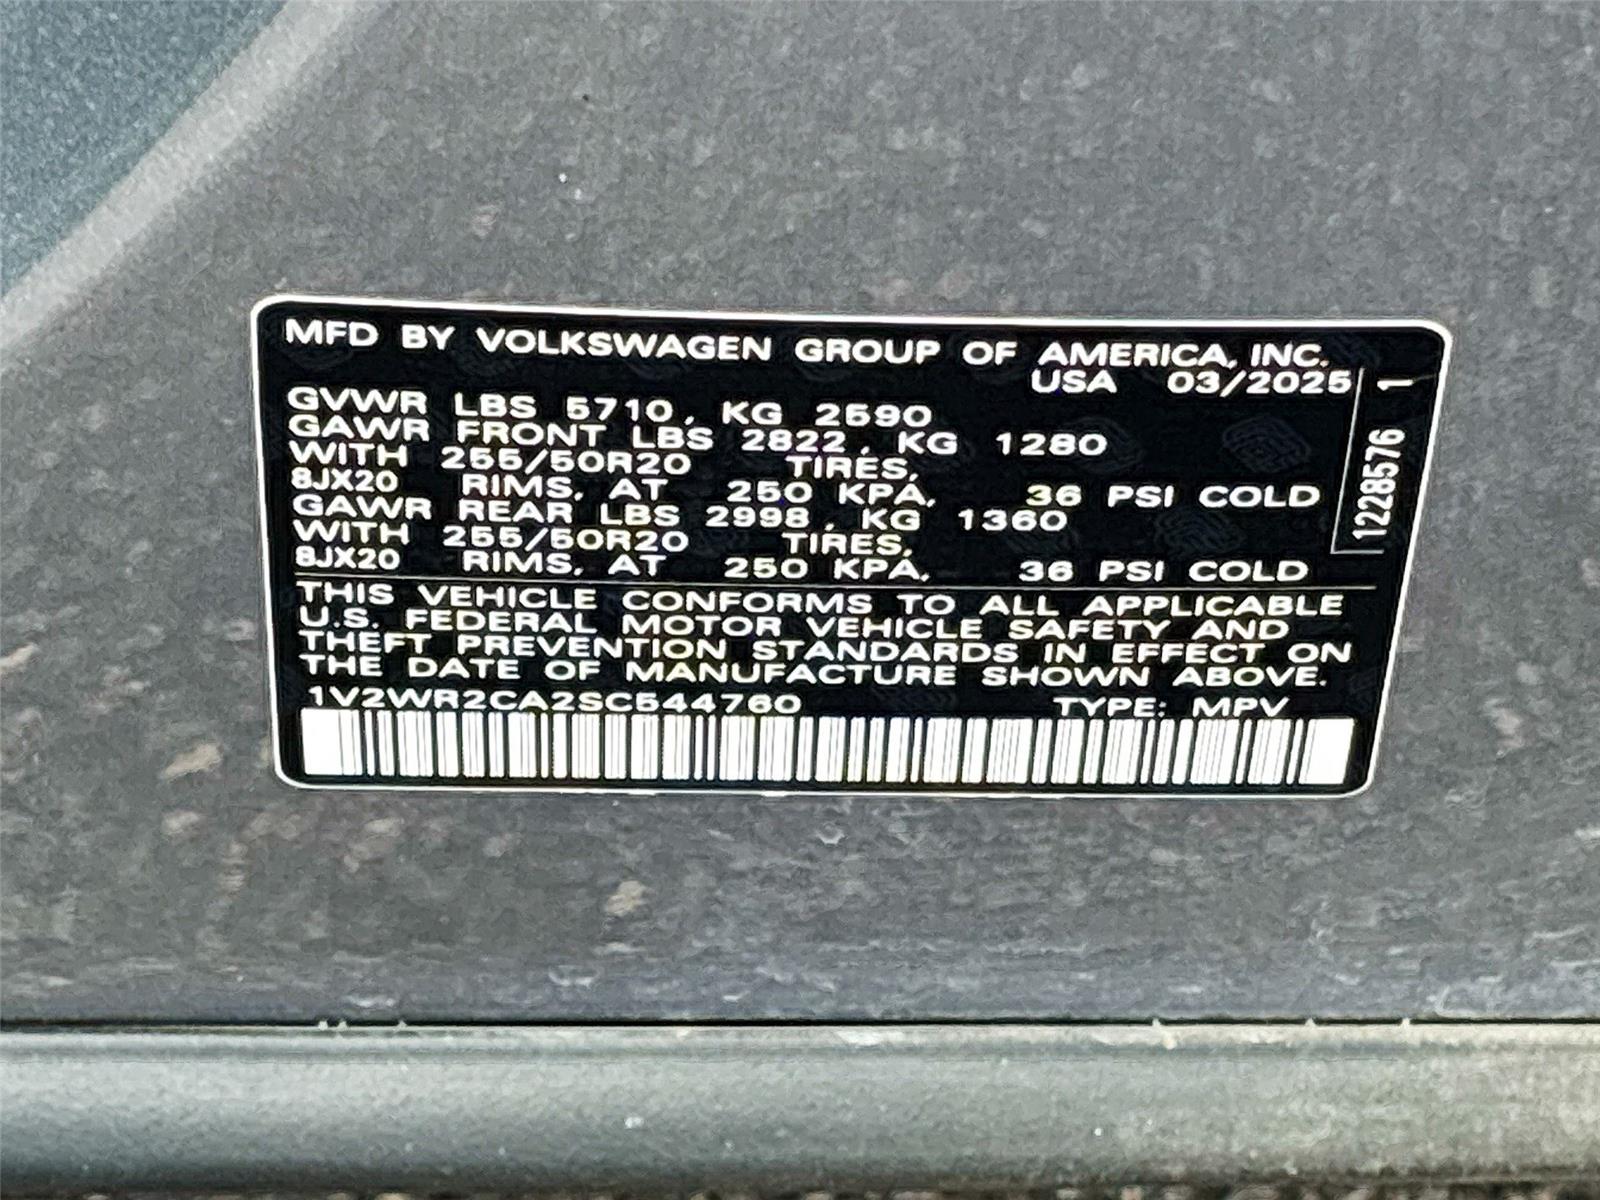 MFD BY VOLKSWAGEN GROUP OF AMERICA, INC.
USA 03/2025
GVWR LBS 5710, KG 2590
GAWR FRONT LBS 2822, KG 1280
WITH 255/50R20 TIRES,
8JX20 RIMS, AT 250 KPA, 36 PSI COLD
GAWR REAR LBS 2998, KG 1360
WITH 255/50R20 TIRES,
8JX20 RIMS, AT 250 KPA, 36 PSI COLD
THIS VEHICLE CONFORMS TO ALL APPLICABLE
U.S. FEDERAL MOTOR VEHICLE SAFETY AND
THEFT PREVENTION STANDARDS IN EFFECT ON
THE DATE OF MANUFACTURE SHOWN ABOVE.
1V2WR2CA2SC544760 TYPE: MPV
1228576 1